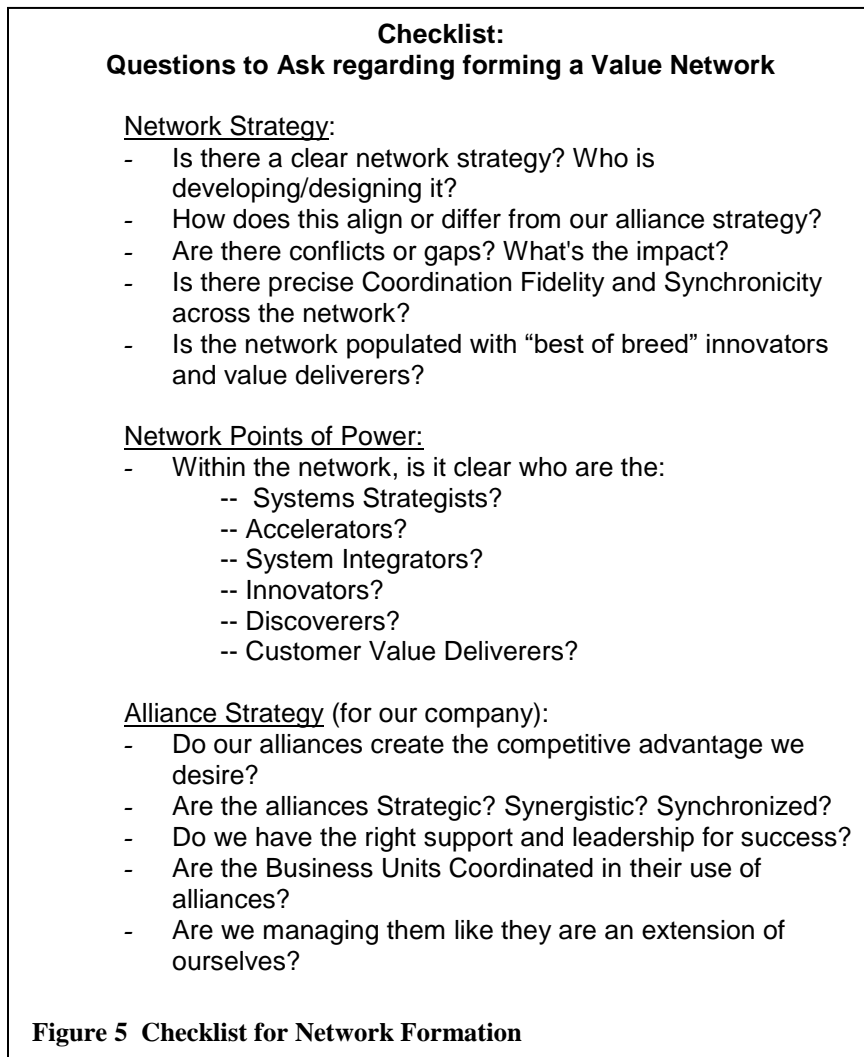 Checklist:
Questions to Ask regarding forming a Value Network
Network Strategy:
- Is there a clear network strategy? Who is
developing/designing it?
- How does this align or differ from our alliance strategy?
- Are there conflicts or gaps? What's the impact?
- Is there precise Coordination Fidelity and Synchronicity
across the network?
- Is the network populated with “best of breed” innovators
and value deliverers?
Network Points of Power:
- Within the network, is it clear who are the:
-- Systems Strategists?
-- Accelerators?
-- System Integrators?
-- Innovators?
-- Discoverers?
-- Customer Value Deliverers?
Alliance Strategy (for our company):
- Do our alliances create the competitive advantage we
desire?
- Are the alliances Strategic? Synergistic? Synchronized?
- Do we have the right support and leadership for success?
- Are the Business Units Coordinated in their use of
alliances?
- Are we managing them like they are an extension of
ourselves?
Figure 5 Checklist for Network Formation